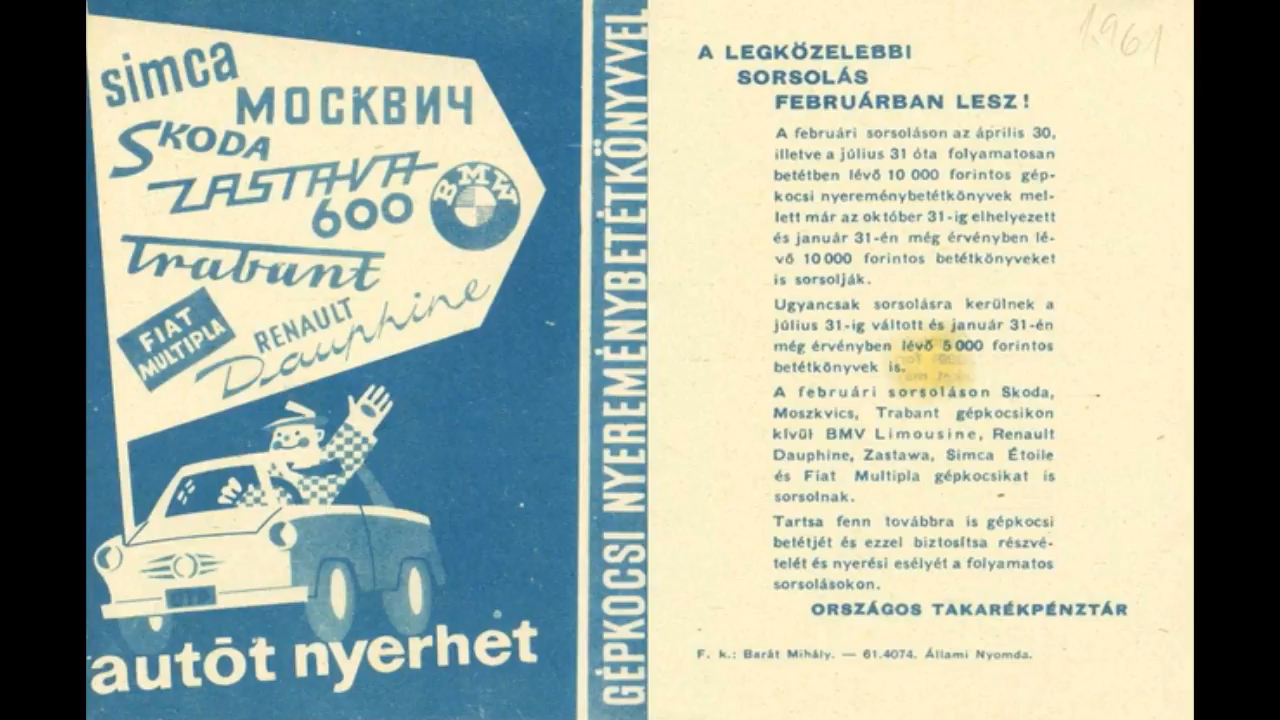 simca
МОСКВИЧ
SKODA
ZASTAVA
600
BMW
Trabant
FIAT
MULTIPLA
RENAULT
Dauphine
OTP
autót nyerhet
GÉPKOCSI NYEREMÉNYBETÉTKÖNYVVEL
1961
A LEGKÖZELEBBI
SORSOLÁS
FEBRUÁRBAN LESZ!
A februári sorsoláson az április 30,
illetve a július 31 óta folyamatosan
betétben lévő 10 000 forintos gép-
kocsi nyereménybetétkönyvek mel-
lett már az október 31-ig elhelyezett
és január 31-én még érvényben lé-
vő 10 000 forintos betétkönyveket
is sorsolják.
Ugyancsak sorsolásra kerülnek a
július 31-ig váltott és január 31-én
még érvényben lévő 5 000 forintos
betétkönyvek is.
A februári sorsoláson Skoda,
Moszkvics, Trabant gépkocsikon
kívül BMV Limousine, Renault
Dauphine, Zastawa, Simca Étoile
és Fiat Multipla gépkocsikat is
sorsolnak.
Tartsa fenn továbbra is gépkocsi
betétjét és ezzel biztosítsa részvé-
telét és nyerési esélyét a folyamatos
sorsolásokon.
ORSZÁGOS TAKARÉKPÉNZTÁR
F. k.: Barát Mihály. — 61.4074. Állami Nyomda.